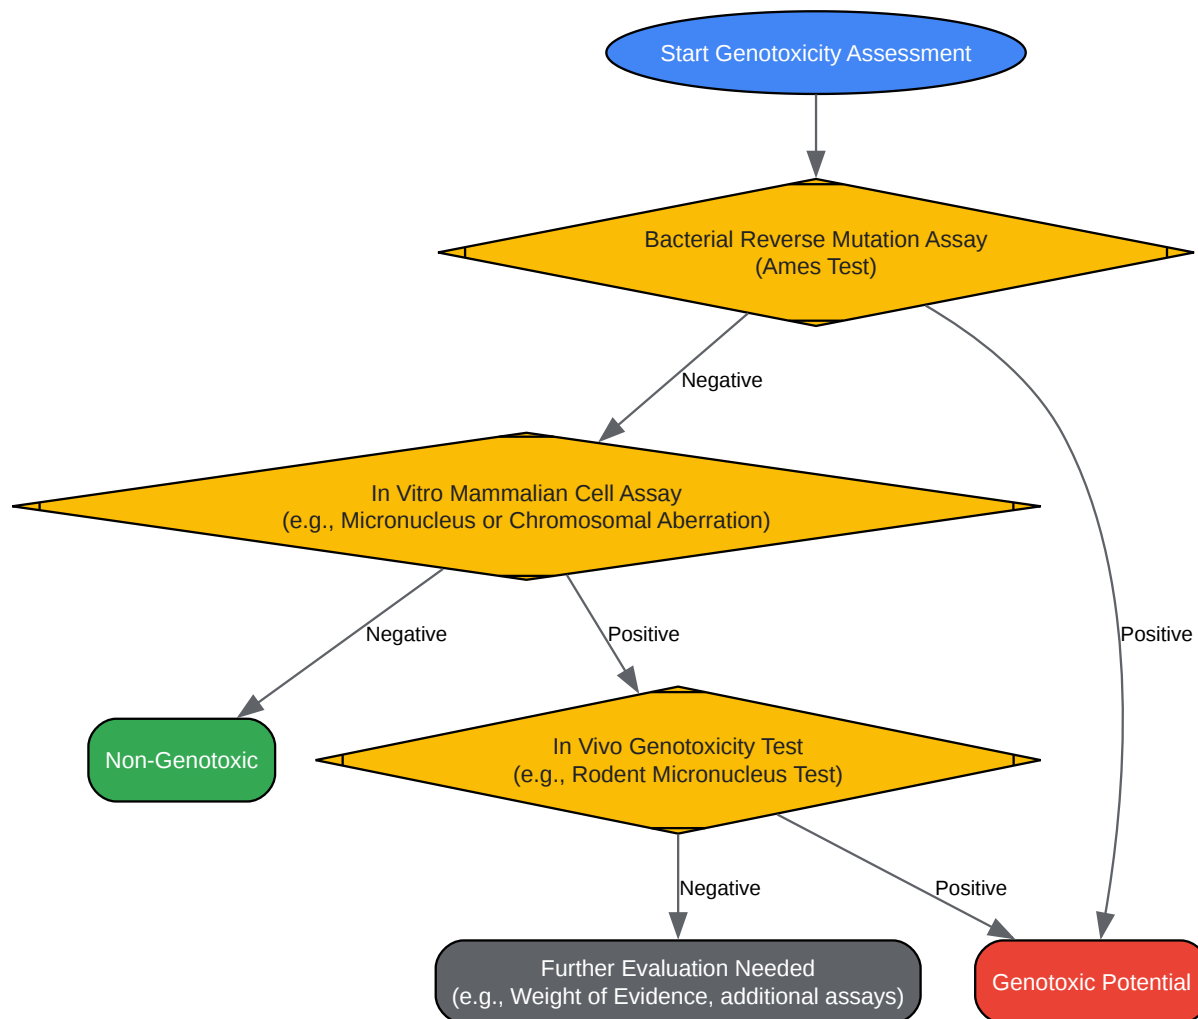 Start Genotoxicity Assessment
Bacterial Reverse Mutation Assay
(Ames Test)
Negative
In Vitro Mammalian Cell Assay
(e.g., Micronucleus or Chromosomal Aberration)
Negative
Positive
Positive
Non-Genotoxic
In Vivo Genotoxicity Test
(e.g., Rodent Micronucleus Test)
Negative
Positive
Further Evaluation Needed
(e.g., Weight of Evidence, additional assays)
Genotoxic Potential